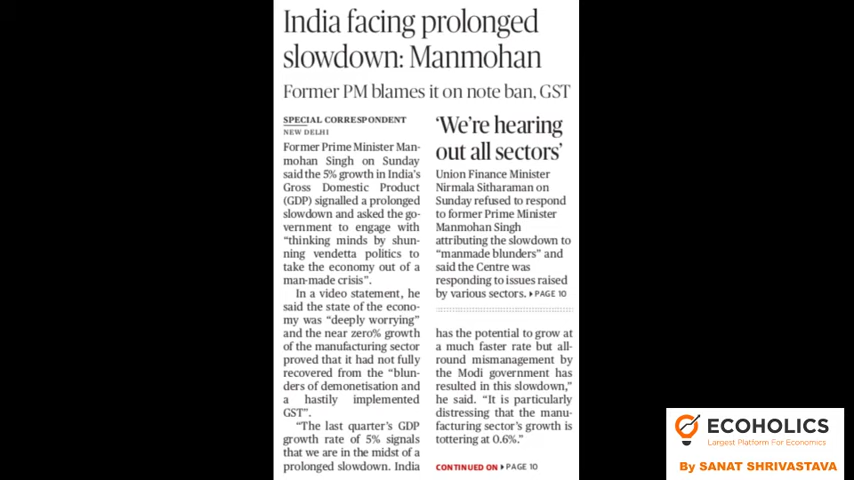 India facing prolonged
slowdown: Manmohan
Former PM blames it on note ban, GST
SPECIAL CORRESPONDENT
NEW DELHI
Former Prime Minister Man-
mohan Singh on Sunday
said the 5% growth in India's
Gross Domestic Product
(GDP) signalled a prolonged
slowdown and asked the go-
vernment to engage with
“thinking minds by shun-
ning vendetta politics to
take the economy out of a
man-made crisis”.
In a video statement, he
said the state of the econo-
my was “deeply worrying”
and the near zero% growth
of the manufacturing sector
proved that it had not fully
recovered from the “blun-
ders of demonetisation and
a hastily implemented
GST”.
“The last quarter's GDP
growth rate of 5% signals
that we are in the midst of a
prolonged slowdown. India
‘We're hearing
out all sectors’
Union Finance Minister
Nirmala Sitharaman on
Sunday refused to respond
to former Prime Minister
Manmohan Singh
attributing the slowdown to
“manmade blunders” and
said the Centre was
responding to issues raised
by various sectors. PAGE 10
has the potential to grow at
a much faster rate but all-
round mismanagement by
the Modi government has
resulted in this slowdown,”
he said. “It is particularly
distressing that the manu-
facturing sector's growth is
tottering at 0.6%.”
CONTINUED ON PAGE 10
ECOHOLICS
Largest Platform For Economics
By SANAT SHRIVASTAVA